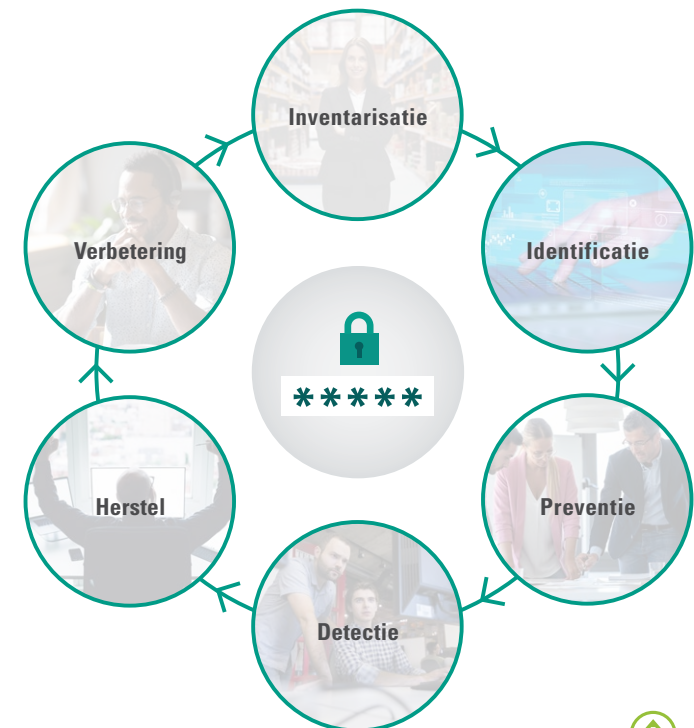 Inventarisatie
Identificatie
Preventie
Detectie
Herstel
Verbetering
*****